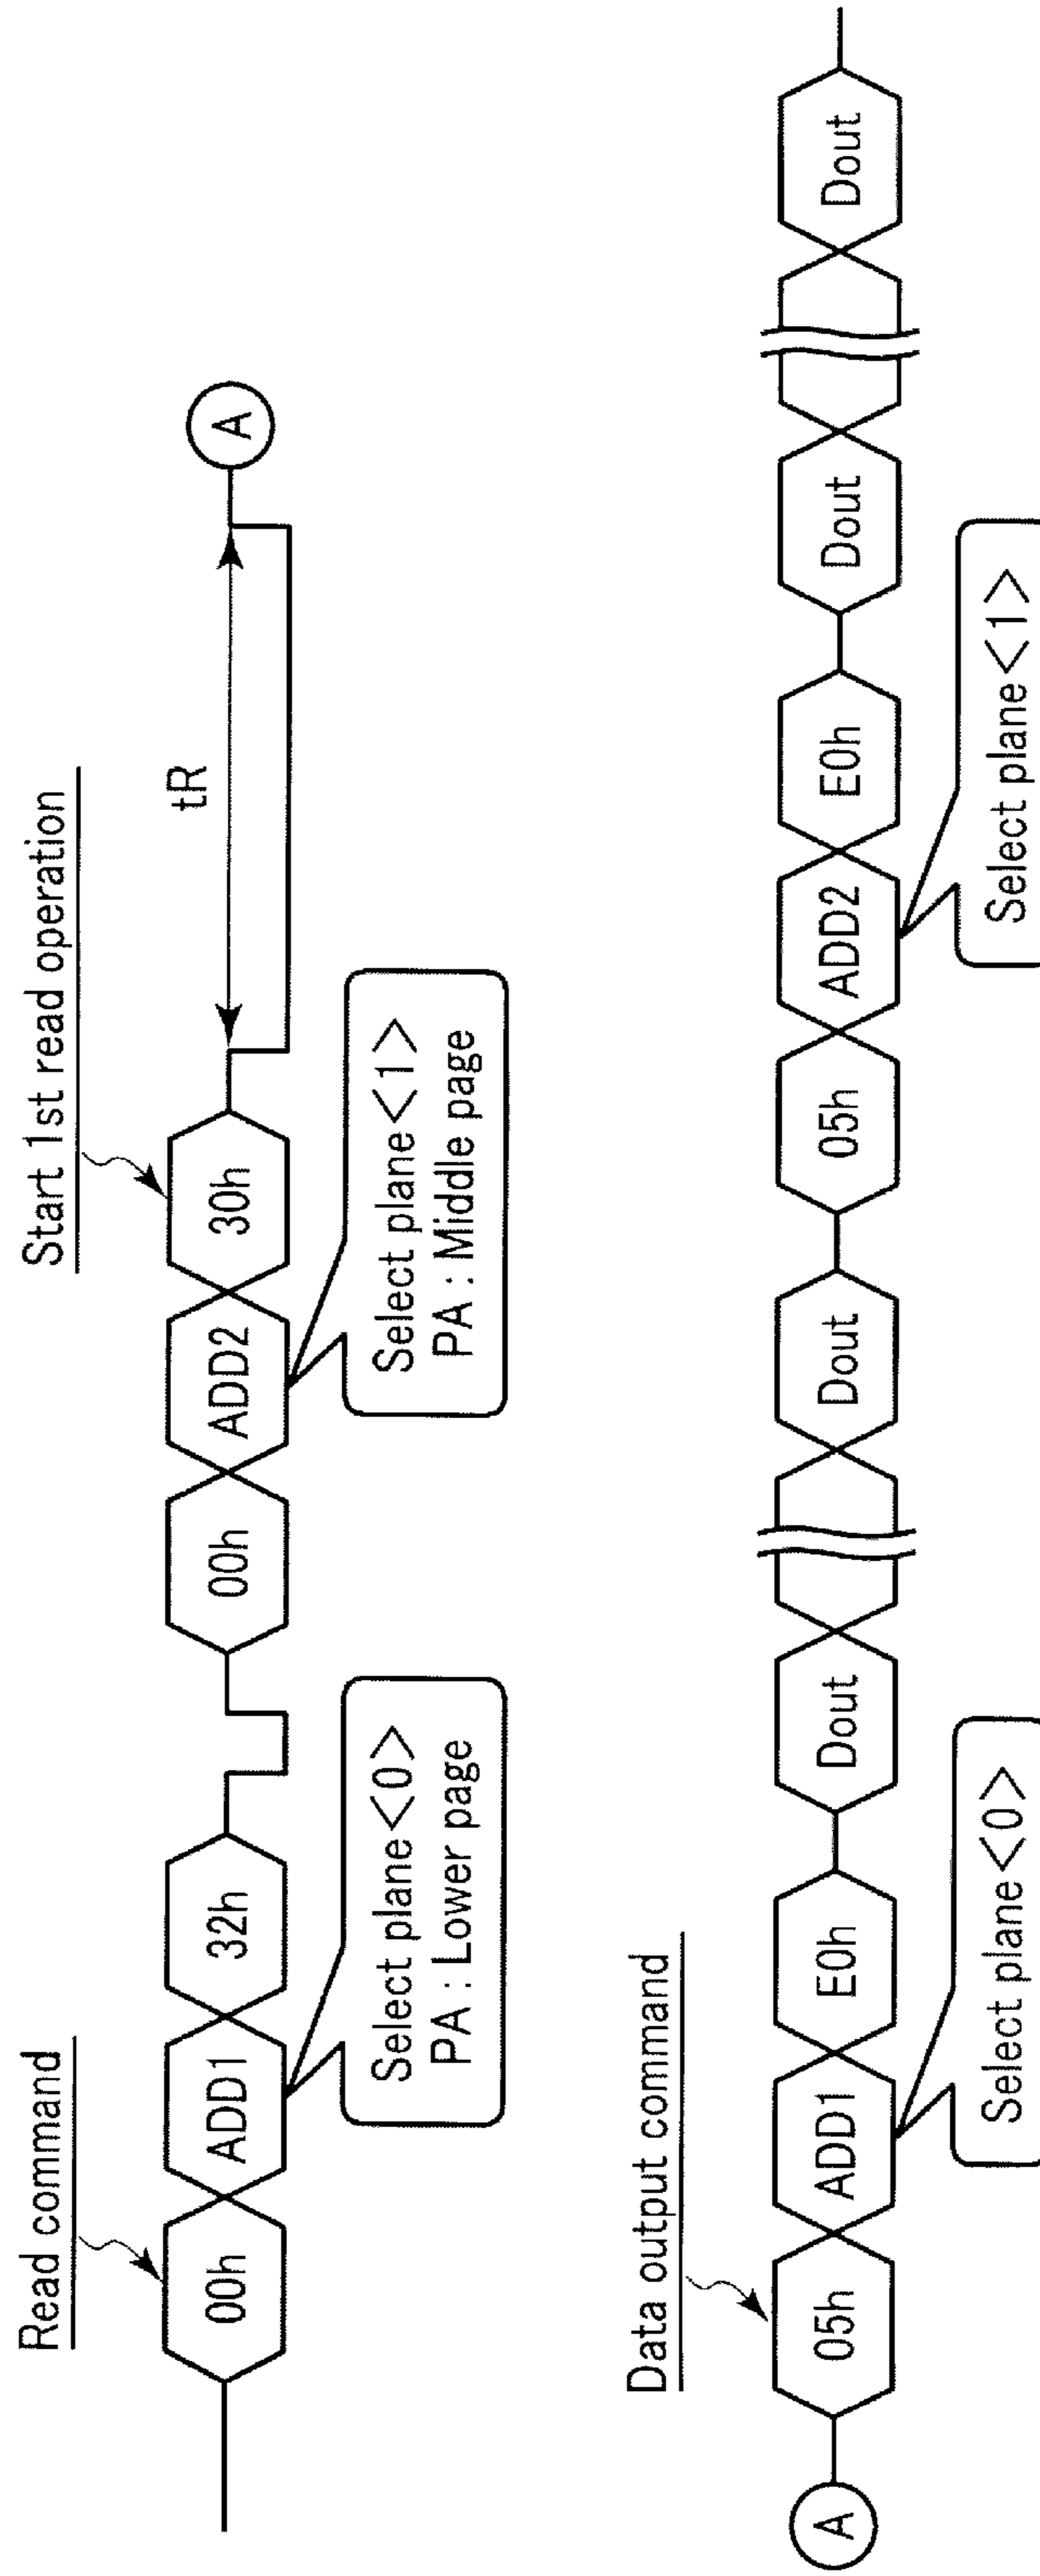 Read command
Start 1st read operation
00h
ADD1
32h
00h
ADD2
30h
tR
A
Select plane<0>
PA : Lower page
Select plane<1>
PA : Middle page
Data output command
A
05h
ADD1
E0h
Dout
Dout
05h
ADD2
E0h
Dout
Dout
Select plane<0>
Select plane<1>